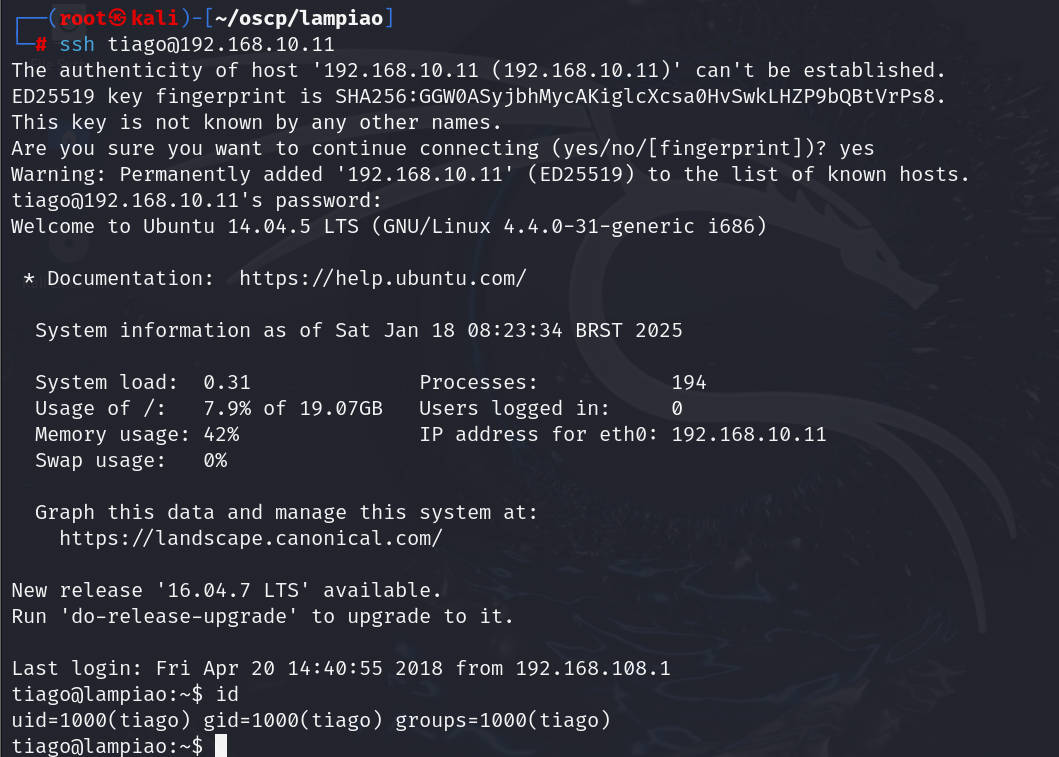 ┌──(root㉿kali)-[~/oscp/lampiao]
└─# ssh tiago@192.168.10.11
The authenticity of host '192.168.10.11 (192.168.10.11)' can't be established.
ED25519 key fingerprint is SHA256:GGW0ASyjbhMycAKiglcXcsa0HvSwkLHZP9bQBtVrPs8.
This key is not known by any other names.
Are you sure you want to continue connecting (yes/no/[fingerprint])? yes
Warning: Permanently added '192.168.10.11' (ED25519) to the list of known hosts.
tiago@192.168.10.11's password:
Welcome to Ubuntu 14.04.5 LTS (GNU/Linux 4.4.0-31-generic i686)

 * Documentation:  https://help.ubuntu.com/

  System information as of Sat Jan 18 08:23:34 BRST 2025

  System load:  0.31              Processes:           194
  Usage of /:   7.9% of 19.07GB   Users logged in:     0
  Memory usage: 42%               IP address for eth0: 192.168.10.11
  Swap usage:   0%

  Graph this data and manage this system at:
    https://landscape.canonical.com/

New release '16.04.7 LTS' available.
Run 'do-release-upgrade' to upgrade to it.

Last login: Fri Apr 20 14:40:55 2018 from 192.168.108.1
tiago@lampiao:~$ id
uid=1000(tiago) gid=1000(tiago) groups=1000(tiago)
tiago@lampiao:~$